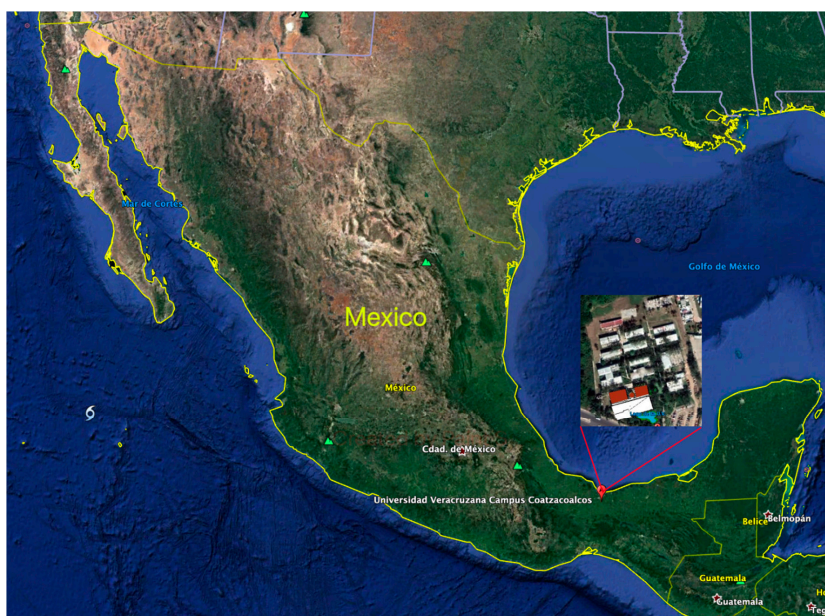 Mar de Cortés
Golfo de México
Mexico
México
Cdad. de México
Universidad Veracruzana Campus Coatzacoalcos
Belice
Belmopán
Guatemala
Guatemala